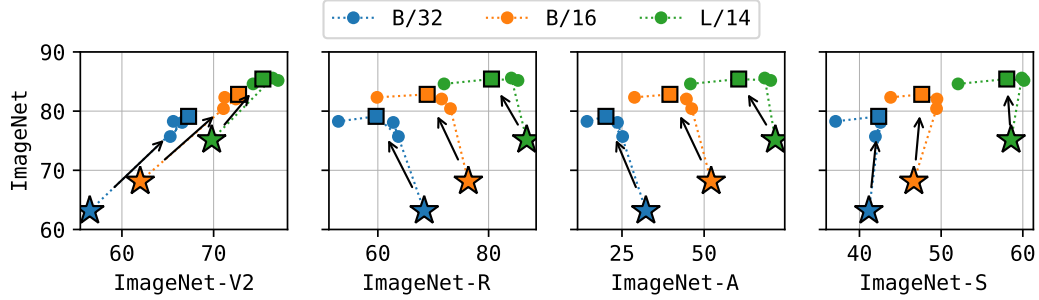 B/32 B/16 L/14
ImageNet
90
80
70
60
60 70
ImageNet-V2
60 80
ImageNet-R
25 50
ImageNet-A
40 50 60
ImageNet-S